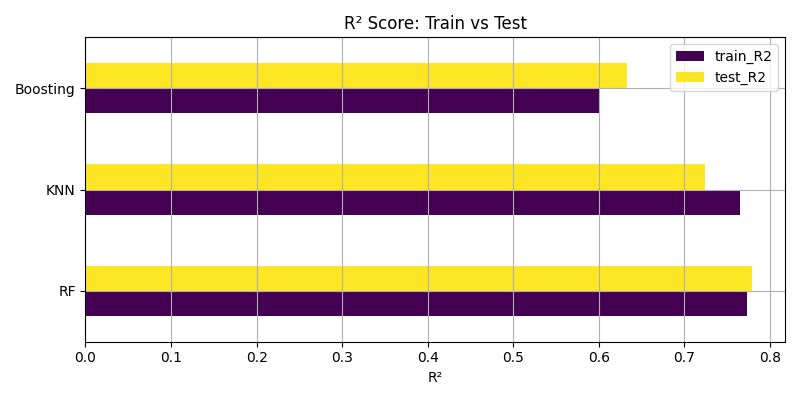 R² Score: Train vs Test
train_R2
test_R2
Boosting
KNN
RF
0.0 0.1 0.2 0.3 0.4 0.5 0.6 0.7 0.8
R²